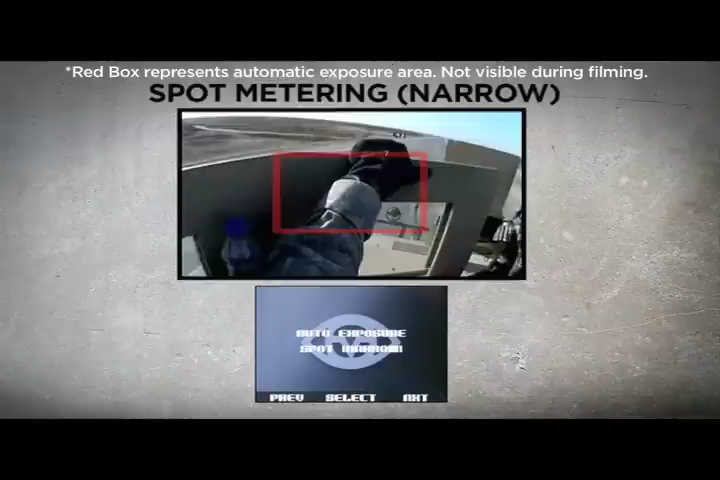 *Red Box represents automatic exposure area. Not visible during filming.
SPOT METERING (NARROW)
AUTO EXPOSURE
SPOT NARROW
PREV SELECT NXT